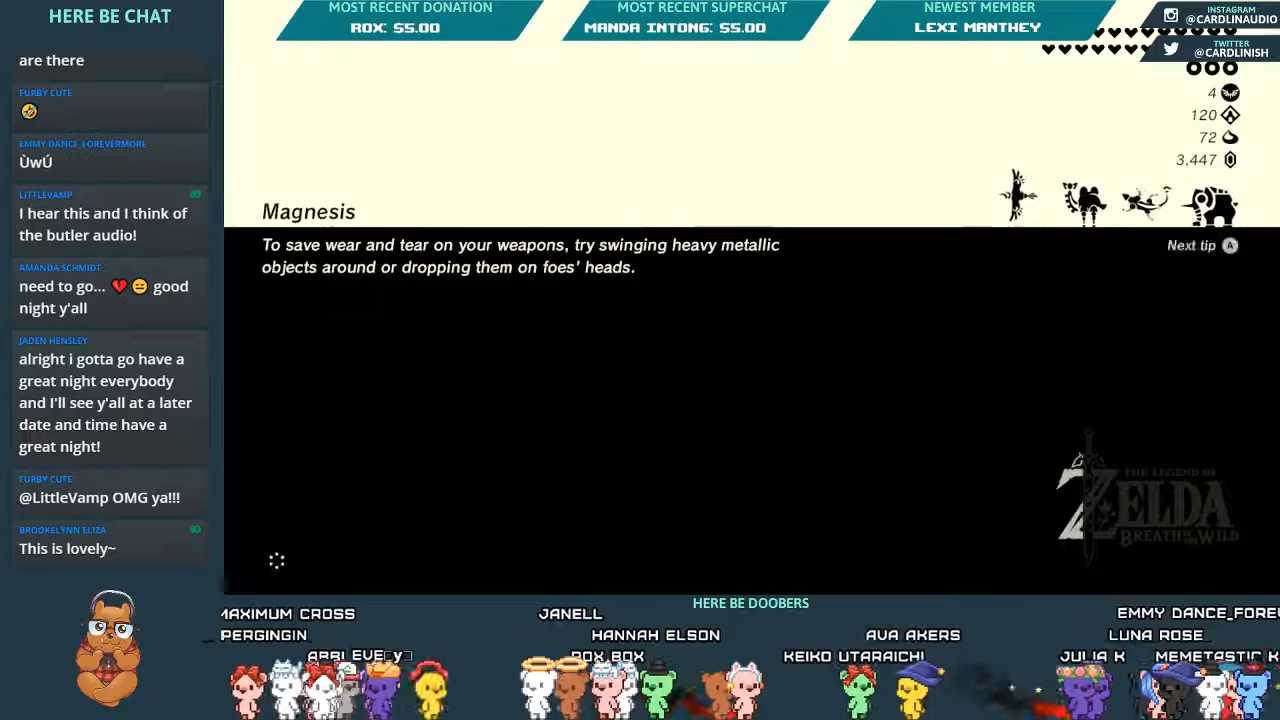 HERE BE CHAT
are there
FURBY CUTE
EMMY DANCE_FOREVERMORE
ÙwÚ
LITTLEVAMP
I hear this and I think of
the butler audio!
AMANDA SCHMIDT
need to go... 💔 😑 good
night y'all
JADEN HENSLEY
alright i gotta go have a
great night everybody
and I'll see y'all at a later
date and time have a
great night!
FURBY CUTE
@LittleVamp OMG ya!!!
BROOKELYNN ELIZA
This is lovely~
MOST RECENT DONATION
ROX: $5.00
MOST RECENT SUPERCHAT
MANDA INTONG: $5.00
NEWEST MEMBER
LEXI MANTHEY
INSTAGRAM
@CARDLINAUDIO
TWITTER
@CARDLINISH
4
120
72
3,447
Magnesis
To save wear and tear on your weapons, try swinging heavy metallic
objects around or dropping them on foes' heads.
Next tip A
THE LEGEND OF
ZELDA
BREATH OF THE WILD
HERE BE DOOBERS
MAXIMUM CROSS
JANELL
EMMY DANCE_FORE
PERGINGIN
HANNAH ELSON
AVA AKERS
LUNA ROSE
ROX BOX
KEIKO UTARAICHI
JULIA K
MEMETASTIC K